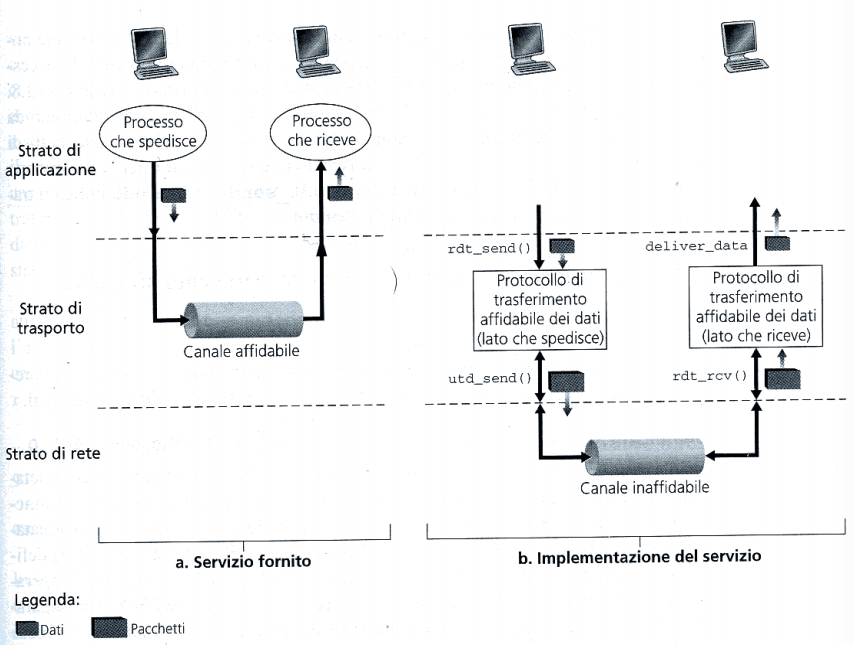 Processo
che spedisce
Processo
che riceve
Strato di
applicazione
rdt_send()
deliver_data
Protocollo di
trasferimento
affidabile dei dati
(lato che spedisce)
Protocollo di
trasferimento
affidabile dei dati
(lato che riceve)
Strato di
trasporto
Canale affidabile
utd_send()
rdt_rcv()
Strato di rete
Canale inaffidabile
a. Servizio fornito
b. Implementazione del servizio
Legenda:
Dati
Pacchetti